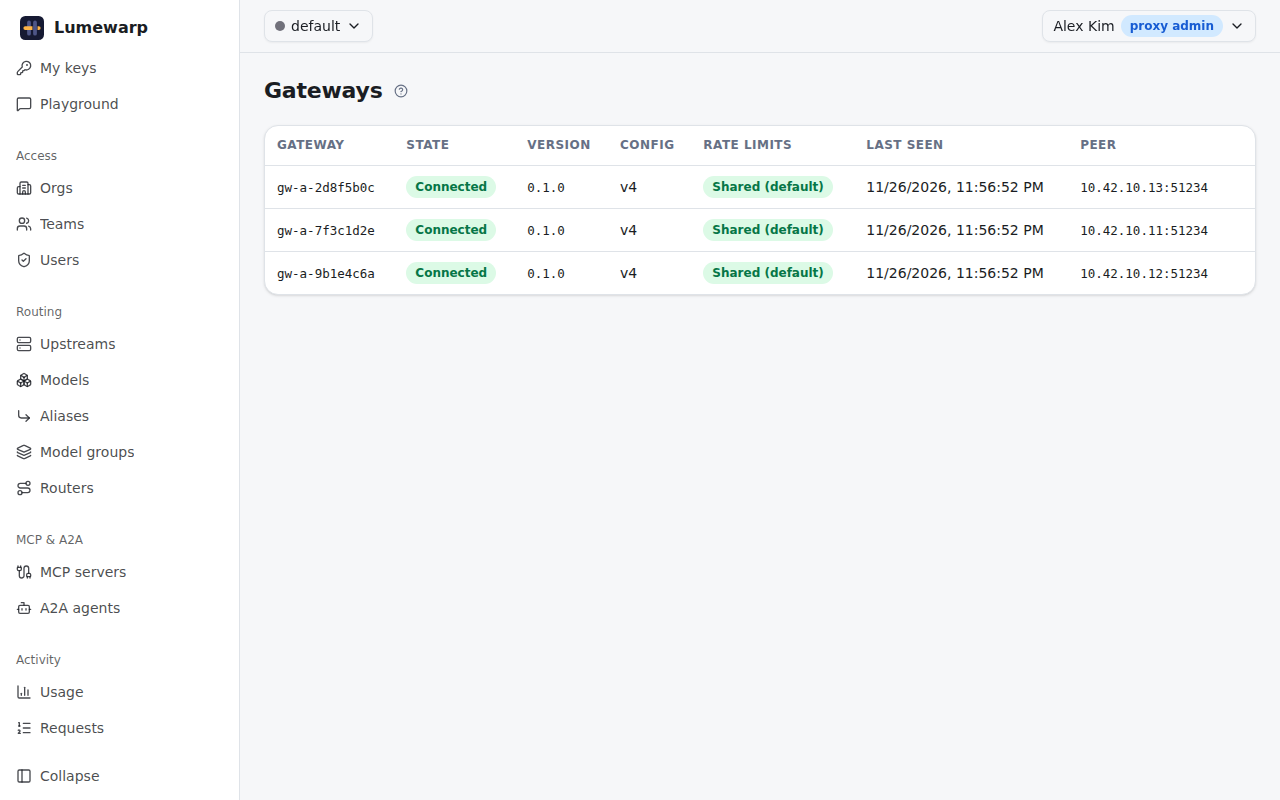 Lumewarp
My keys
Playground
Access
Orgs
Teams
Users
Routing
Upstreams
Models
Aliases
Model groups
Routers
MCP & A2A
MCP servers
A2A agents
Activity
Usage
Requests
Collapse
default
Alex Kim proxy admin
Gateways
GATEWAY STATE VERSION CONFIG RATE LIMITS LAST SEEN PEER
gw-a-2d8f5b0c Connected 0.1.0 v4 Shared (default) 11/26/2026, 11:56:52 PM 10.42.10.13:51234
gw-a-7f3c1d2e Connected 0.1.0 v4 Shared (default) 11/26/2026, 11:56:52 PM 10.42.10.11:51234
gw-a-9b1e4c6a Connected 0.1.0 v4 Shared (default) 11/26/2026, 11:56:52 PM 10.42.10.12:51234